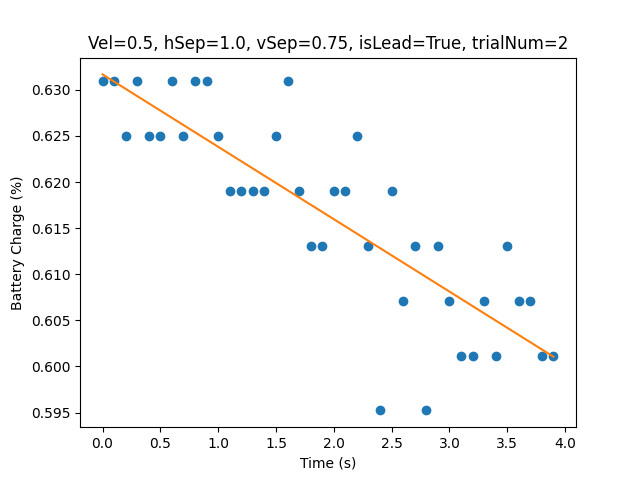 Vel=0.5, hSep=1.0, vSep=0.75, isLead=True, trialNum=2
0.630
0.625
0.620
0.615
0.610
0.605
0.600
0.595
Battery Charge (%)
0.0 0.5 1.0 1.5 2.0 2.5 3.0 3.5 4.0
Time (s)